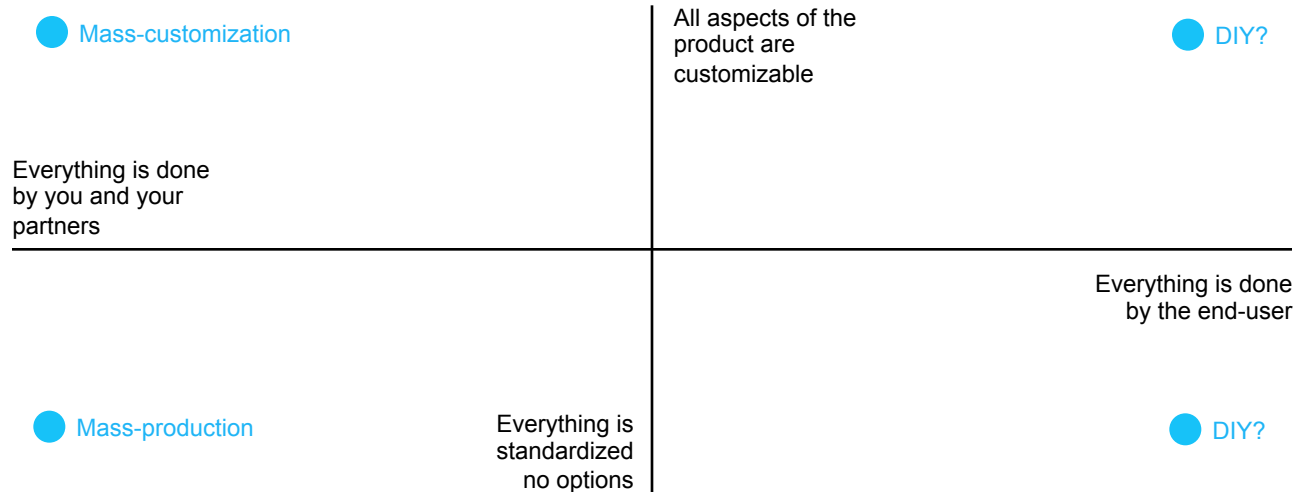 Mass-customization
All aspects of the
product are
customizable
DIY?
Everything is done
by you and your
partners
Everything is done
by the end-user
Mass-production
Everything is
standardized
no options
DIY?